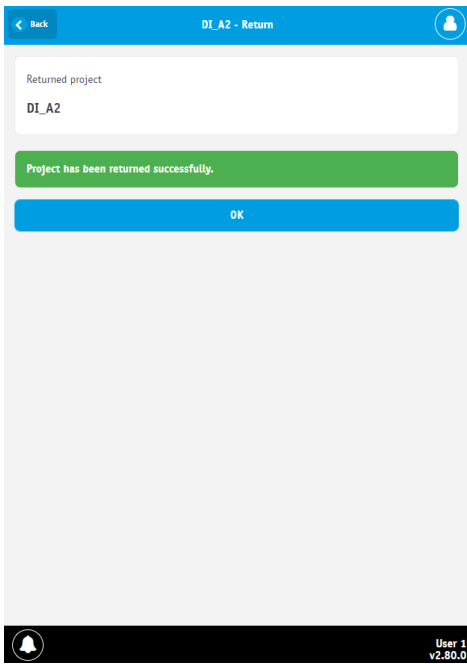 Back
DI_A2 - Return
Returned project
DI_A2
Project has been returned successfully.
OK
User 1
v2.80.0